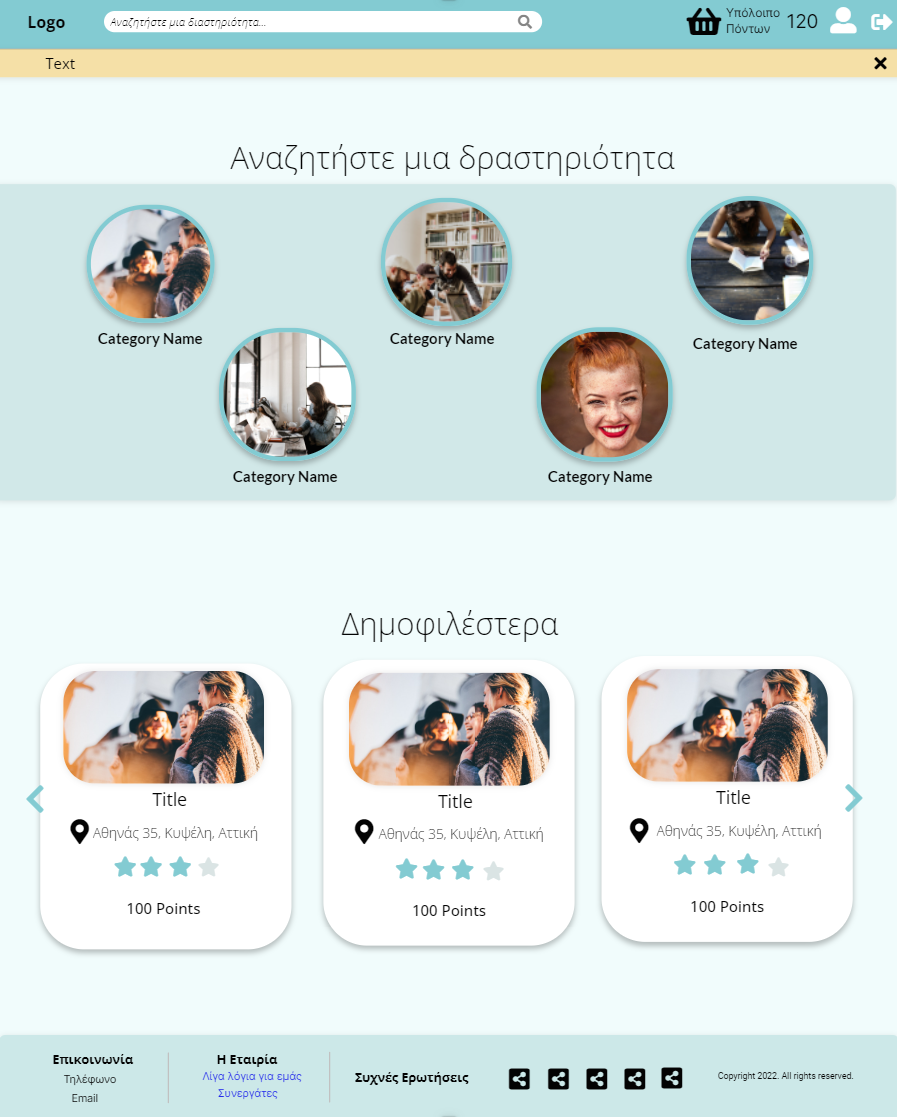 Logo
Αναζητήστε μια διαστηριότητα...
Υπόλοιπο
Πόντων
120
Text
Αναζητήστε μια δραστηριότητα
Category Name
Category Name
Category Name
Category Name
Category Name
Δημοφιλέστερα
Title
Αθηνάς 35, Κυψέλη, Αττική
100 Points
Title
Αθηνάς 35, Κυψέλη, Αττική
100 Points
Title
Αθηνάς 35, Κυψέλη, Αττική
100 Points
Επικοινωνία
Τηλέφωνο
Email
Η Εταιρία
Λίγα λόγια για εμάς
Συνεργάτες
Συχνές Ερωτήσεις
Copyright 2022. All rights reserved.